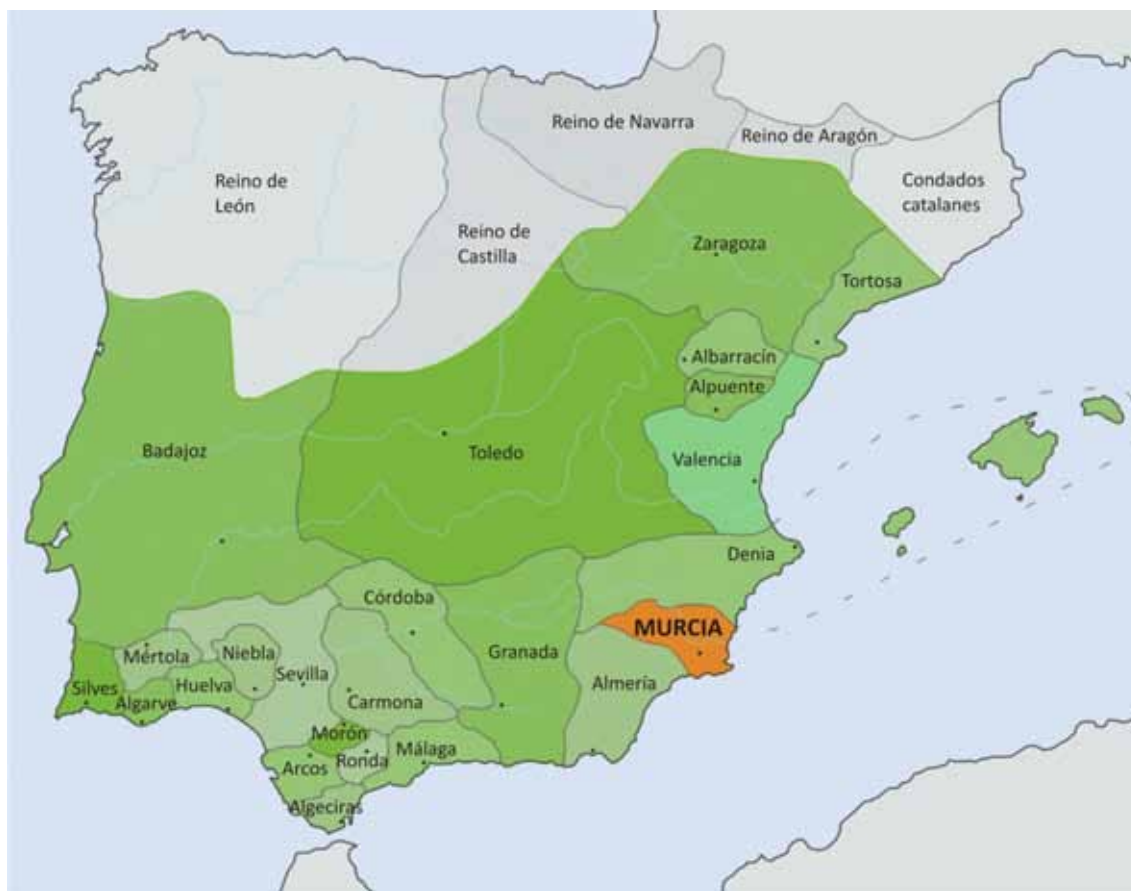 Reino de Navarra
Reino de Aragón
Reino de
León
Condados
catalanes
Reino de
Castilla
Zaragoza
Tortosa
Albarracín
Alpuente
Badajoz
Toledo
Valencia
Denia
Córdoba
MURCIA
Mértola
Niebla
Granada
Sevilla
Silves
Huelva
Almería
Algarve
Carmona
Morón
Málaga
Ronda
Arcos
Algeciras